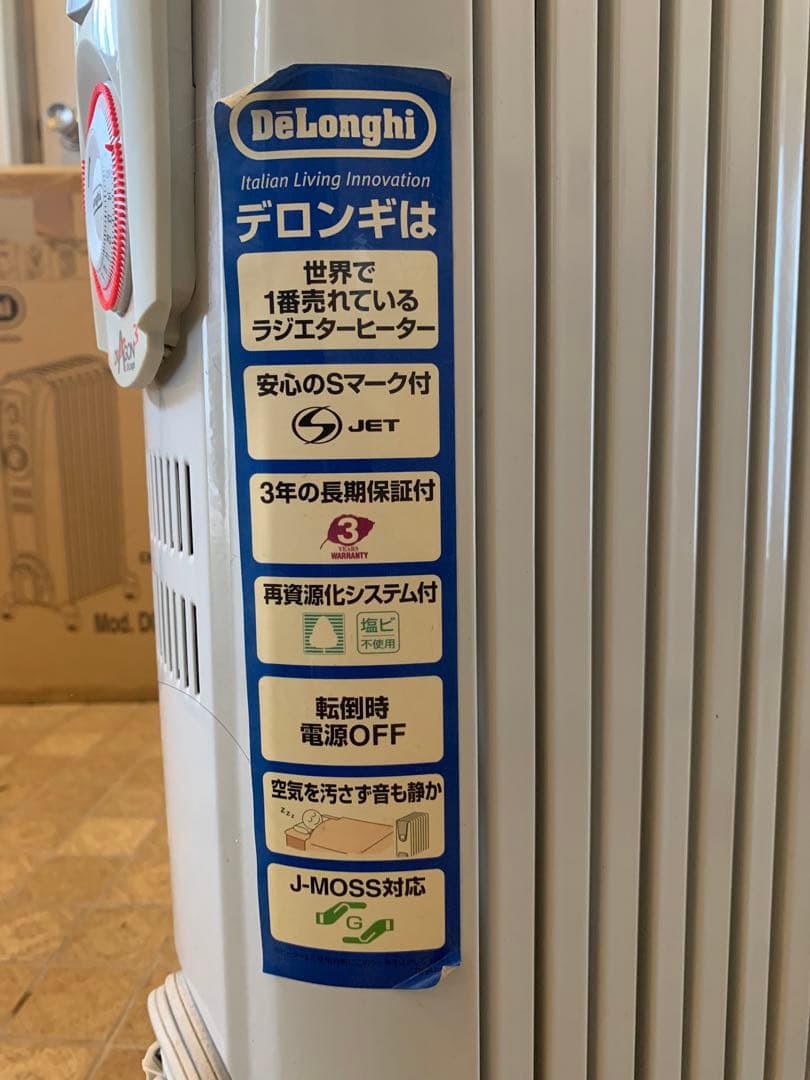 DēLonghi
Italian Living Innovation
デロンギは
世界で
1番売れている
ラジエターヒーター
安心のSマーク付
S JET
3年の長期保証付
3
YEARS
WARRANTY
再資源化システム付
塩ビ
不使用
転倒時
電源OFF
空気を汚さず音も静か
zzz
J-MOSS対応
G
Mod.